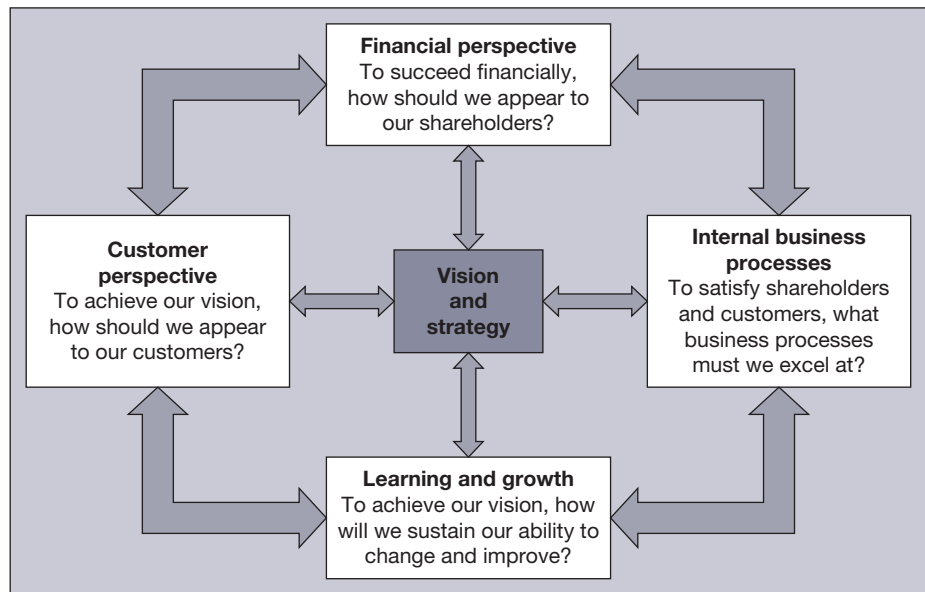 Financial perspective
To succeed financially,
how should we appear to
our shareholders?
Customer
perspective
To achieve our vision,
how should we appear
to our customers?
Vision
and
strategy
Internal business
processes
To satisfy shareholders
and customers, what
business processes
must we excel at?
Learning and growth
To achieve our vision, how
will we sustain our ability to
change and improve?